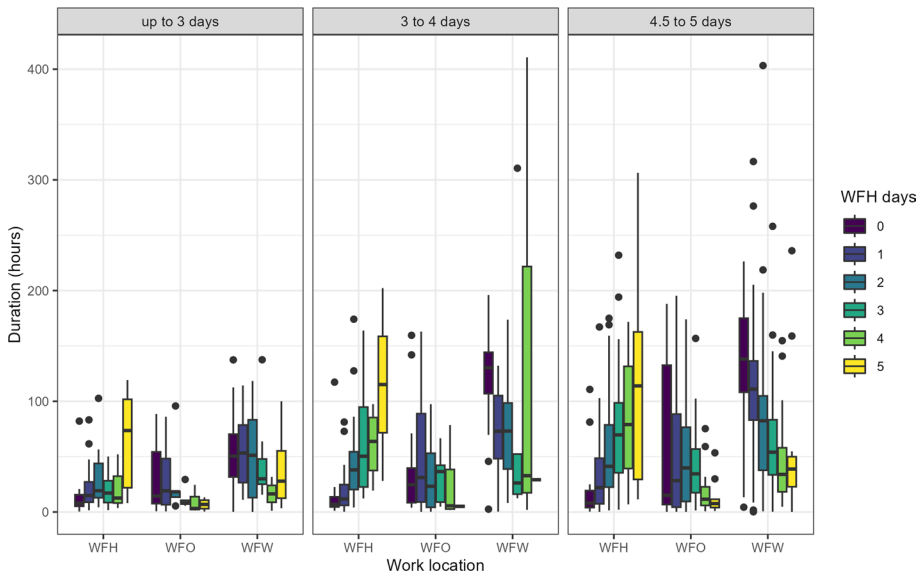 up to 3 days
3 to 4 days
4.5 to 5 days
400
300
200
100
0
Duration (hours)
WFH WFO WFW
WFH WFO WFW
WFH WFO WFW
Work location
WFH days
0
1
2
3
4
5